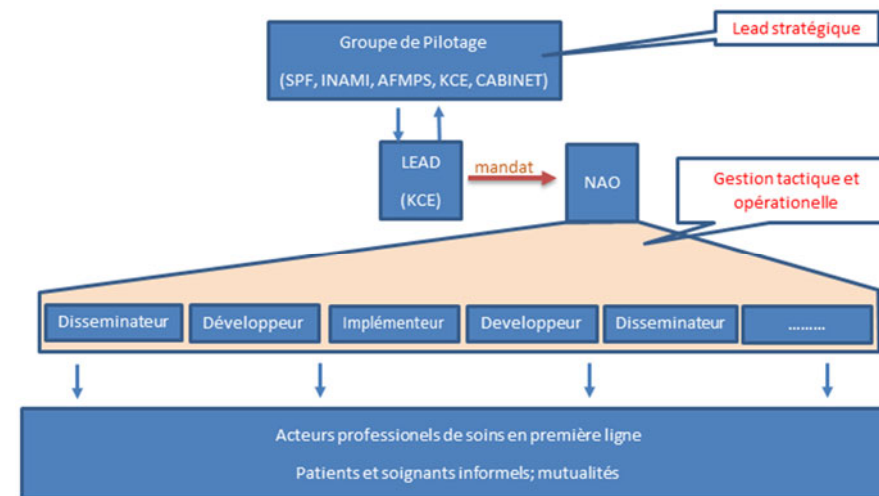 Lead stratégique
Groupe de Pilotage
(SPF, INAMI, AFMPS, KCE, CABINET)
LEAD
(KCE)
mandat
NAO
Gestion tactique et
opérationelle
Disseminateur
Développeur
Implémenteur
Developpeur
Disseminateur
.........
Acteurs professionels de soins en première ligne
Patients et soignants informels; mutualités